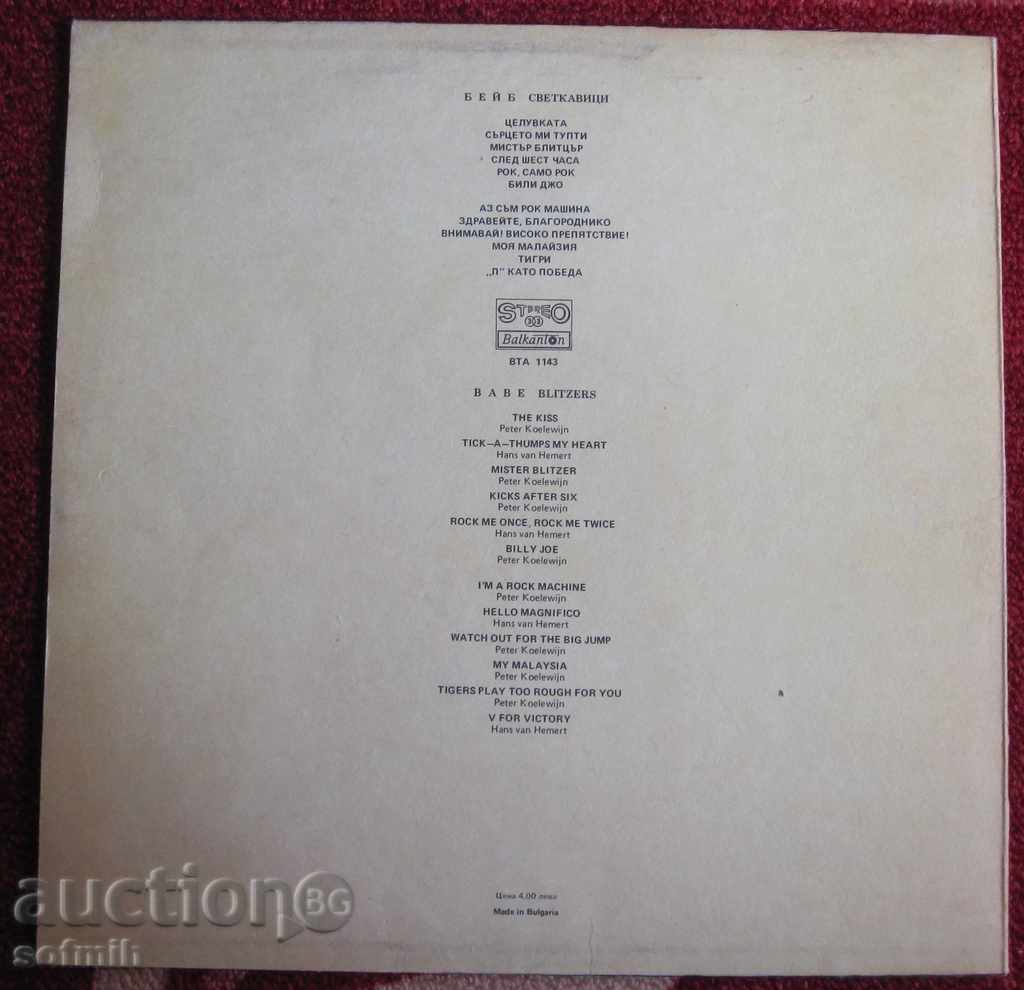 БЕЙБ СВЕТКАВИЦИ
ЦЕЛУВКАТА
СЪРЦЕТО МИ ТУПТИ
МИСТЪР БЛИТЦЪР
СЛЕД ШЕСТ ЧАСА
РОК, САМО РОК
БИЛИ ДЖО
АЗ СЪМ РОК МАШИНА
ЗДРАВЕЙТЕ, БЛАГОРОДНИКО
ВНИМАВАЙ! ВИСОКО ПРЕПЯТСТВИЕ!
МОЯ МАЛАЙЗИЯ
ТИГРИ
„П" КАТО ПОБЕДА
STEREO
33
Balkanton
ВТА 1143
BABE BLITZERS
THE KISS
Peter Koelewijn
TICK–A–THUMPS MY HEART
Hans van Hemert
MISTER BLITZER
Peter Koelewijn
KICKS AFTER SIX
Peter Koelewijn
ROCK ME ONCE, ROCK ME TWICE
Hans van Hemert
BILLY JOE
Peter Koelewijn
I'M A ROCK MACHINE
Peter Koelewijn
HELLO MAGNIFICO
Hans van Hemert
WATCH OUT FOR THE BIG JUMP
Peter Koelewijn
MY MALAYSIA
Peter Koelewijn
TIGERS PLAY TOO ROUGH FOR YOU
Peter Koelewijn
V FOR VICTORY
Hans van Hemert
Цена 4,00 лева
Made in Bulgaria
auction BG
sofmih